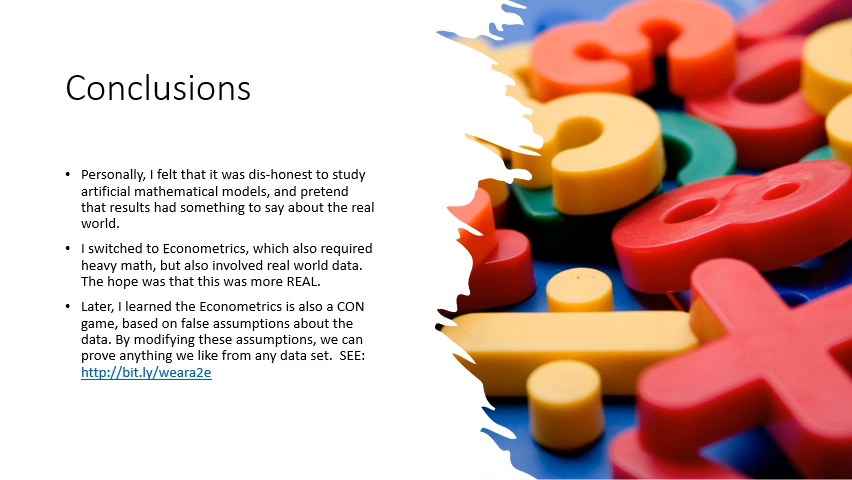 Conclusions
• Personally, I felt that it was dis-honest to study
artificial mathematical models, and pretend
that results had something to say about the real
world.
• I switched to Econometrics, which also required
heavy math, but also involved real world data.
The hope was that this was more REAL.
• Later, I learned the Econometrics is also a CON
game, based on false assumptions about the
data. By modifying these assumptions, we can
prove anything we like from any data set.  SEE:
http://bit.ly/weara2e